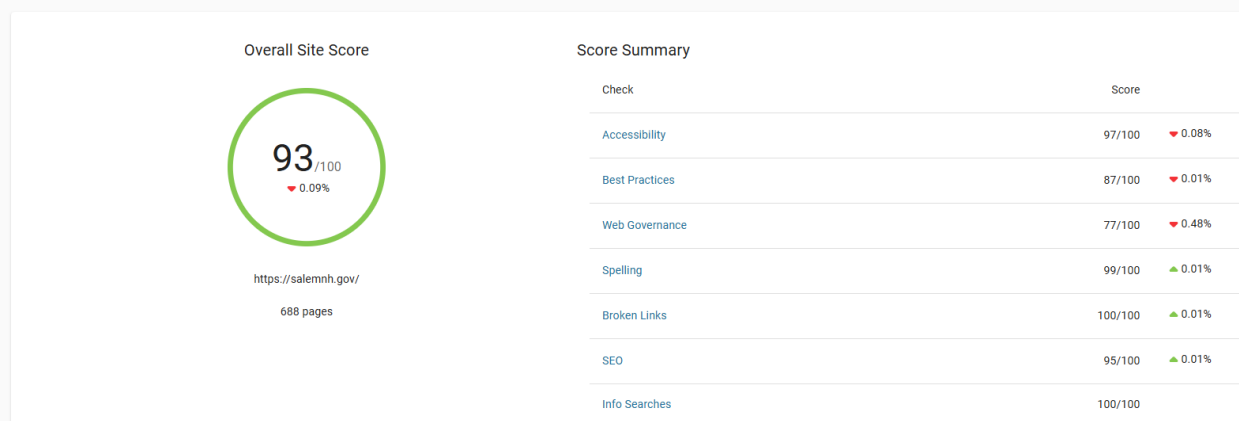 Overall Site Score
93/100
0.09%
https://salemnh.gov/
688 pages
Score Summary
Check Score
Accessibility 97/100 0.08%
Best Practices 87/100 0.01%
Web Governance 77/100 0.48%
Spelling 99/100 0.01%
Broken Links 100/100 0.01%
SEO 95/100 0.01%
Info Searches 100/100